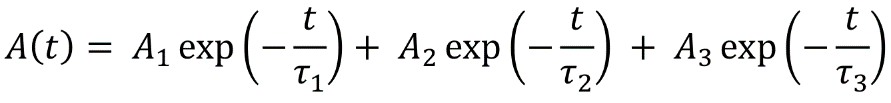 A(t) = A₁ exp(−t/τ₁) + A₂ exp(−t/τ₂) + A₃ exp(−t/τ₃)